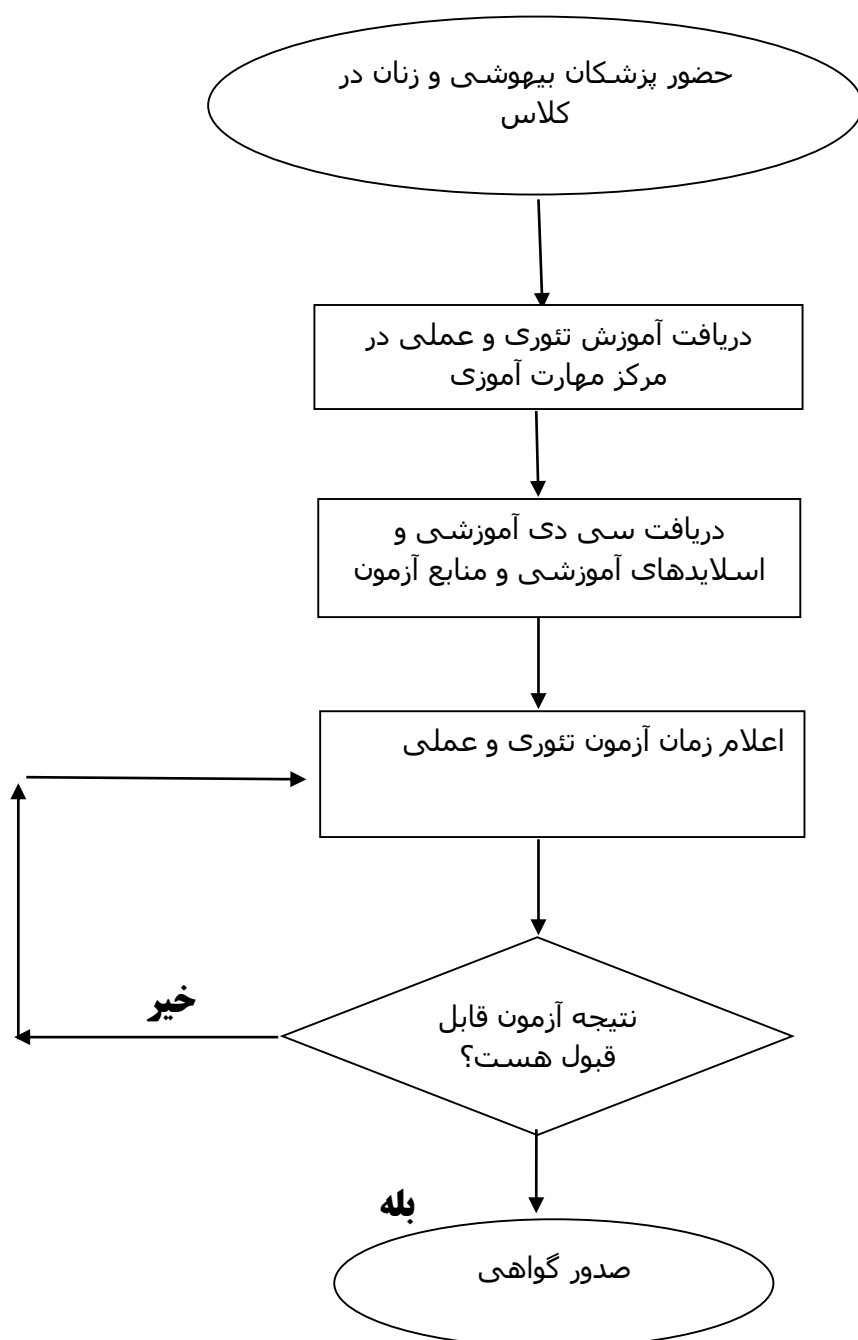 حضور پزشکان بیهوشی و زنان در
کلاس
دریافت آموزش تئوری و عملی در
مرکز مهارت آموزی
دریافت سی دی آموزشی و
اسلایدهای آموزشی و منابع آزمون
اعلام زمان آزمون تئوری و عملی
نتیجه آزمون قابل
قبول هست؟
خیر
بله
صدور گواهی